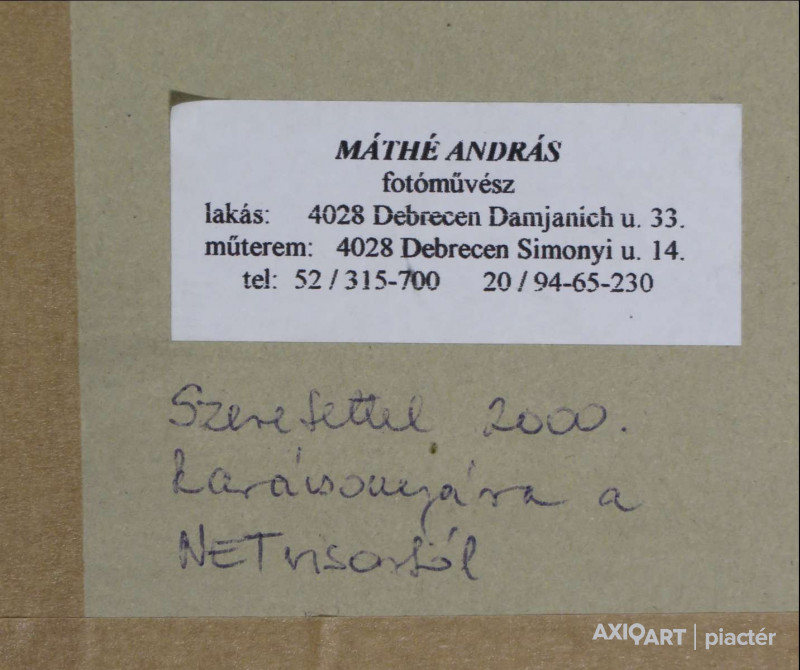 MÁTHÉ ANDRÁS
fotóművész
lakás: 4028 Debrecen Damjanich u. 33.
műterem: 4028 Debrecen Simonyi u. 14.
tel: 52 / 315-700 20 / 94-65-230
Szeretettel 2000.
karácsonyára a
NETvisortól
AXIOART | piactér